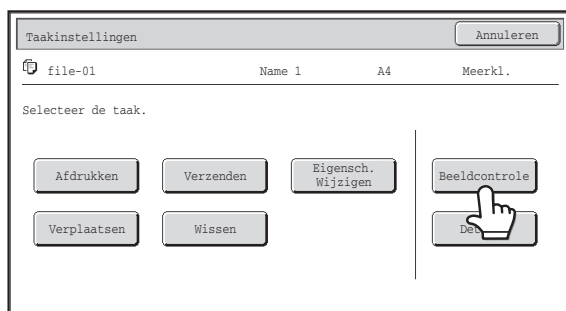 Taakinstellingen
Annuleren
file-01 Name 1 A4 Meerkl.
Selecteer de taak.
Afdrukken Verzenden Eigensch. Beeldcontrole
Wijzigen
Verplaatsen Wissen